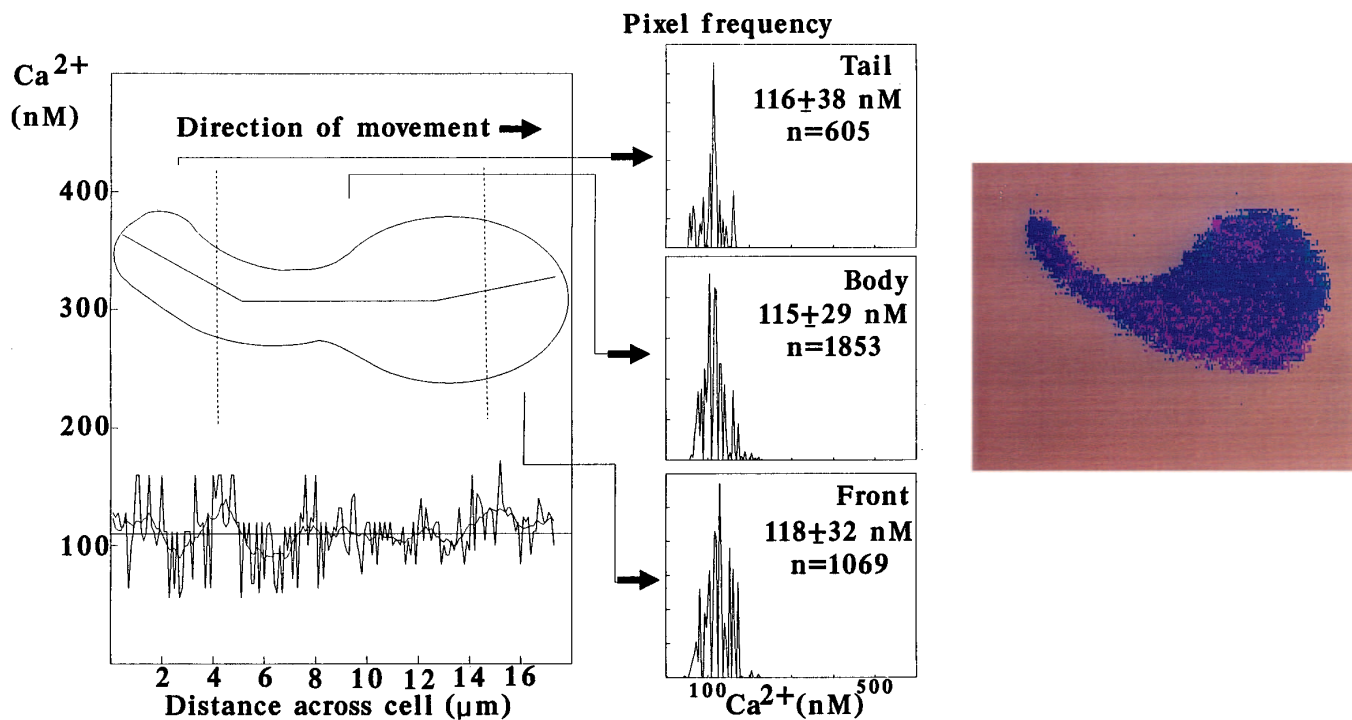 Pixel frequency
Ca2+
(nM)
Direction of movement
400
300
200
100
2 4 6 8 10 12 14 16
Distance across cell (μm)
Tail
116±38 nM
n=605
Body
115±29 nM
n=1853
Front
118±32 nM
n=1069
100 500
Ca2+(nM)